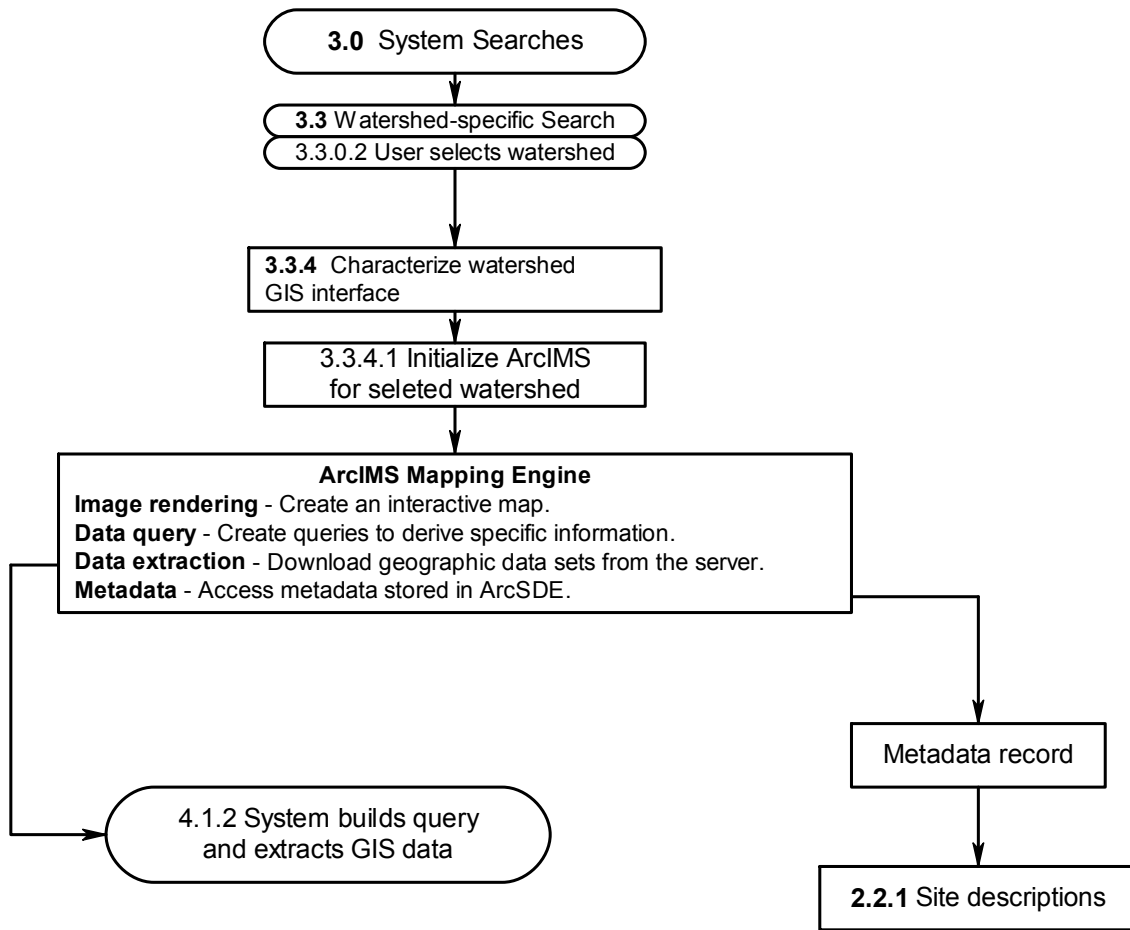 3.0 System Searches
3.3 Watershed-specific Search
3.3.0.2 User selects watershed
3.3.4 Characterize watershed
GIS interface
3.3.4.1 Initialize ArcIMS
for seleted watershed
ArcIMS Mapping Engine
Image rendering - Create an interactive map.
Data query - Create queries to derive specific information.
Data extraction - Download geographic data sets from the server.
Metadata - Access metadata stored in ArcSDE.
Metadata record
4.1.2 System builds query
and extracts GIS data
2.2.1 Site descriptions